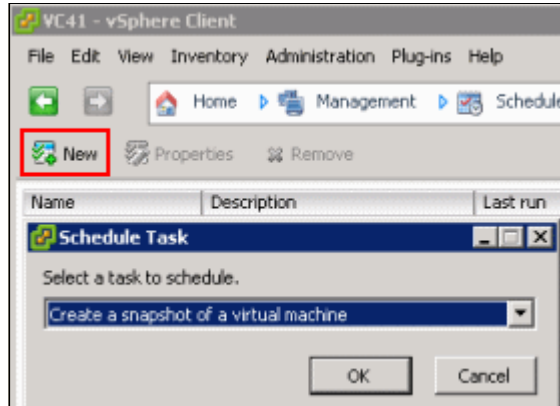 VC41 - vSphere Client
File Edit View Inventory Administration Plug-ins Help
Home Management Schedule
New Properties Remove
Name Description Last run
Schedule Task
Select a task to schedule.
Create a snapshot of a virtual machine
OK Cancel